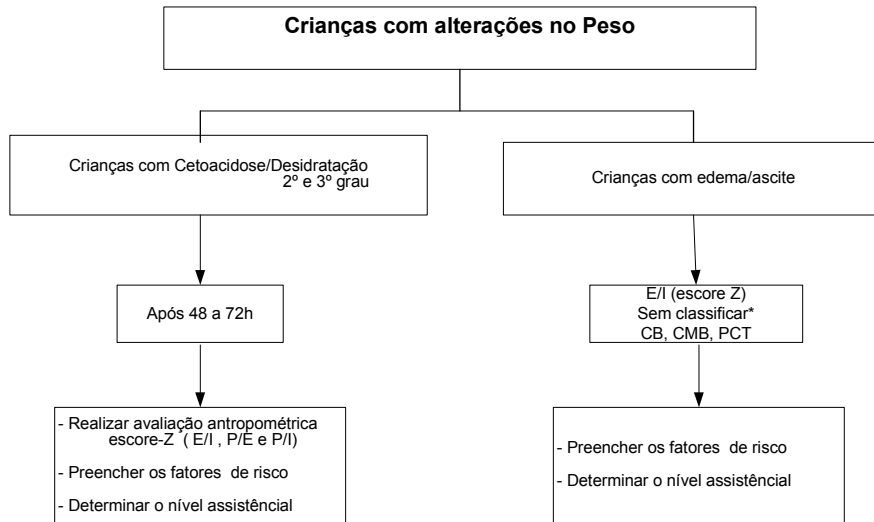 Crianças com alterações no Peso
Crianças com Cetoacidose/Desidratação
2º e 3º grau
Crianças com edema/ascite
Após 48 a 72h
E/I (escore Z)
Sem classificar*
CB, CMB, PCT
- Realizar avaliação antropométrica
escore-Z ( E/I , P/E e P/I)
- Preencher os fatores de risco
- Determinar o nível assistêncial
- Preencher os fatores de risco
- Determinar o nível assistêncial